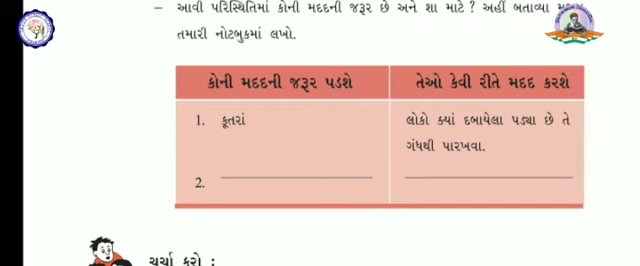 – આવી પરિસ્થિતિમાં કોની મદદની જરૂર છે અને શા માટે ? અહીં બતાવ્યા
તમારી નોટબુકમાં લખો.
કોની મદદની જરૂર પડશે તેઓ કેવી રીતે મદદ કરશે
1. કૂતરાં લોકો ક્યાં દબાયેલા પડ્યા છે તે
ગંધથી પારખવા.
2.
ચર્ચા કરો :